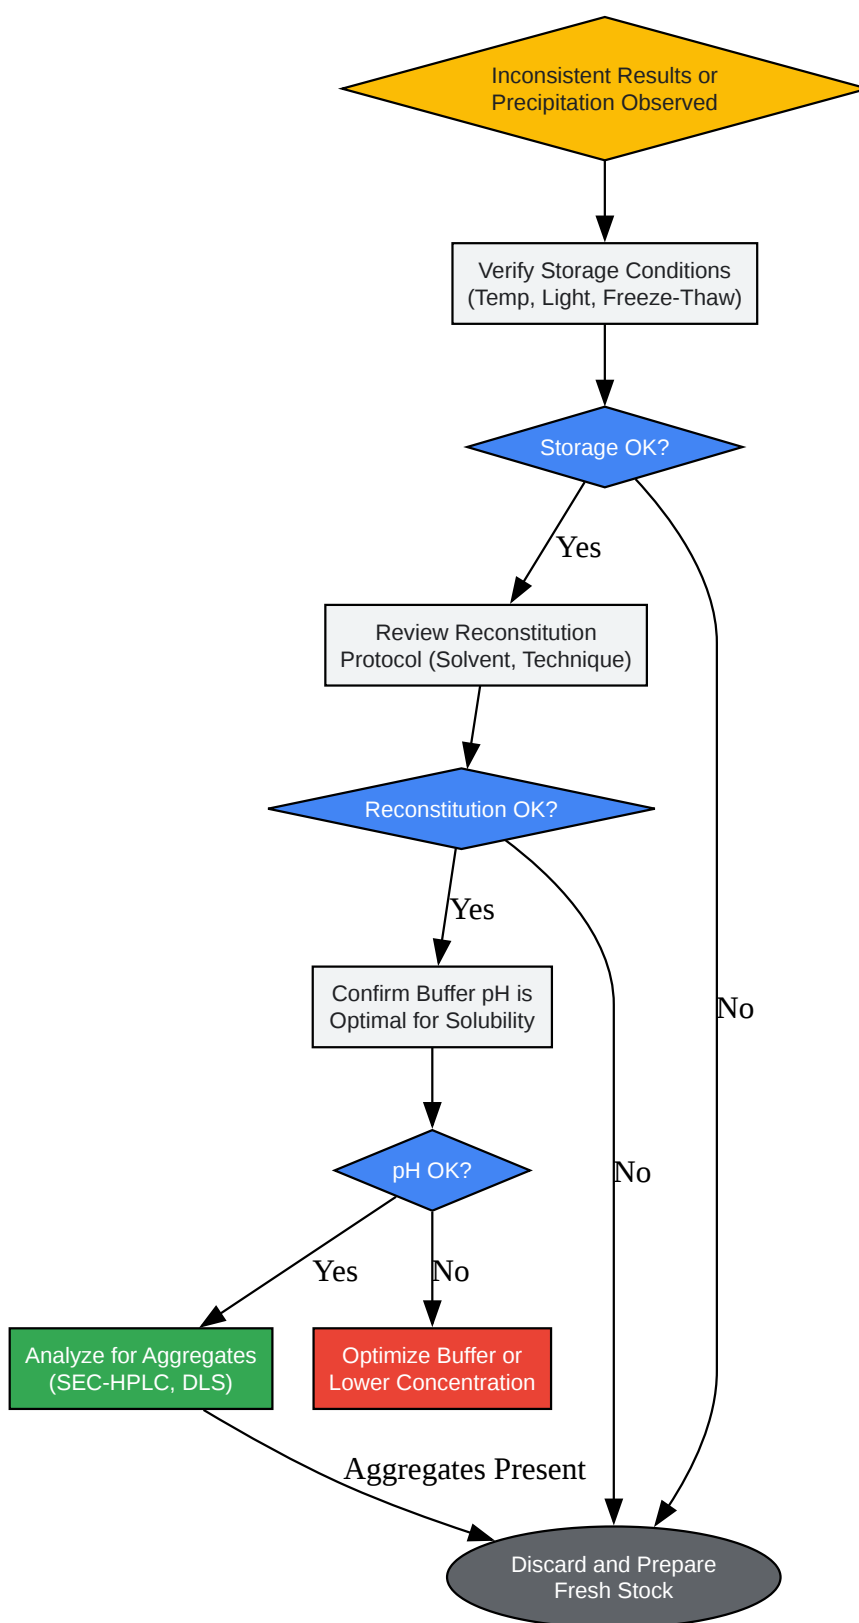 Inconsistent Results or
Precipitation Observed
Verify Storage Conditions
(Temp, Light, Freeze-Thaw)
Storage OK?
Yes
Review Reconstitution
Protocol (Solvent, Technique)
Reconstitution OK?
Yes
Confirm Buffer pH is
Optimal for Solubility
No
pH OK?
No
Yes
No
Analyze for Aggregates
(SEC-HPLC, DLS)
Optimize Buffer or
Lower Concentration
Aggregates Present
Discard and Prepare
Fresh Stock